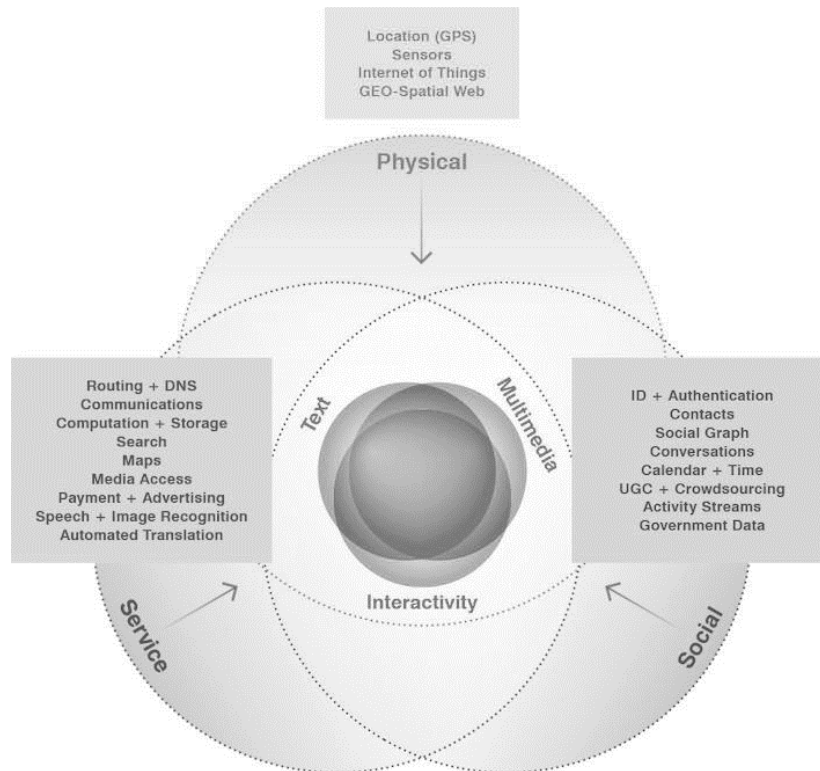 Location (GPS)
Sensors
Internet of Things
GEO-Spatial Web
Physical
Routing + DNS
Communications
Computation + Storage
Search
Maps
Media Access
Payment + Advertising
Speech + Image Recognition
Automated Translation
Text
Multimedia
Interactivity
ID + Authentication
Contacts
Social Graph
Conversations
Calendar + Time
UGC + Crowdsourcing
Activity Streams
Government Data
Service
Social